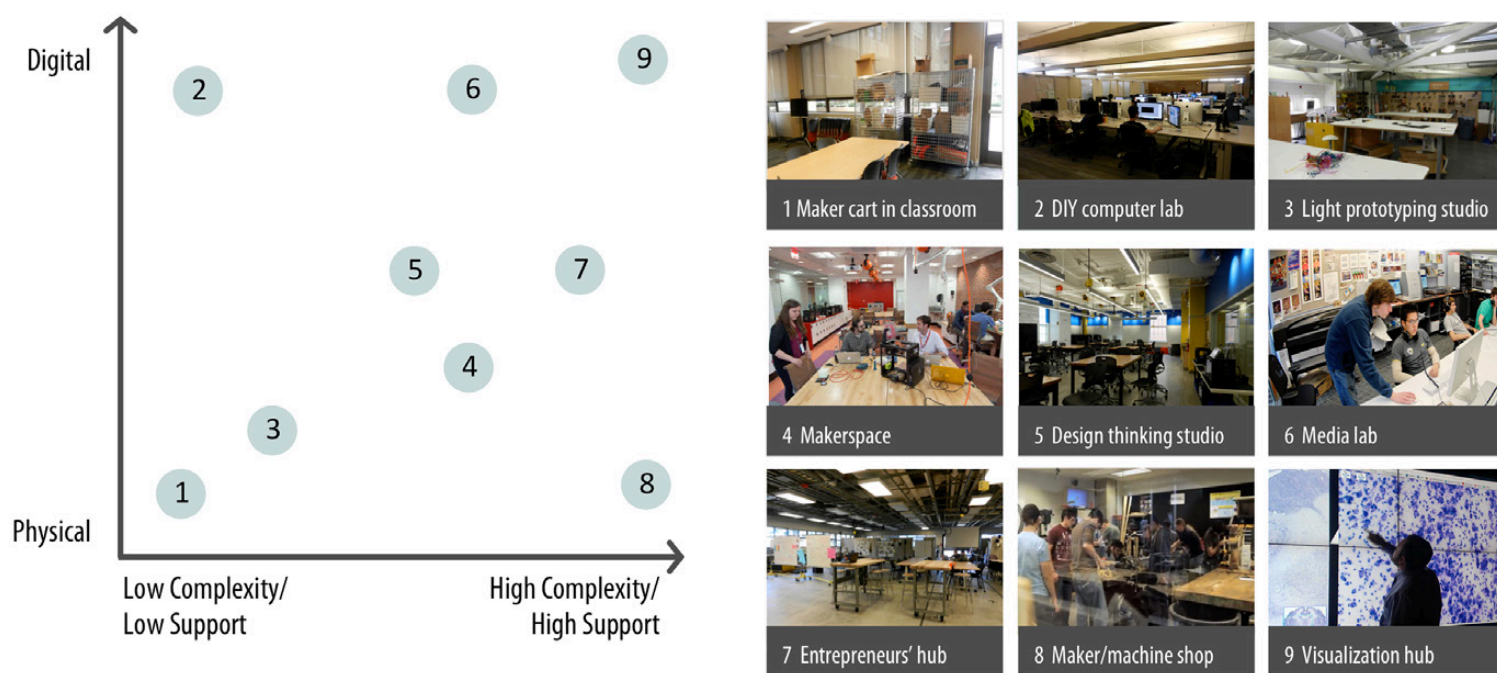 Digital
Physical
2
6
9
5
7
4
3
1
8
Low Complexity/
Low Support
High Complexity/
High Support
1 Maker cart in classroom
2 DIY computer lab
3 Light prototyping studio
4 Makerspace
5 Design thinking studio
6 Media lab
7 Entrepreneurs’ hub
8 Maker/machine shop
9 Visualization hub